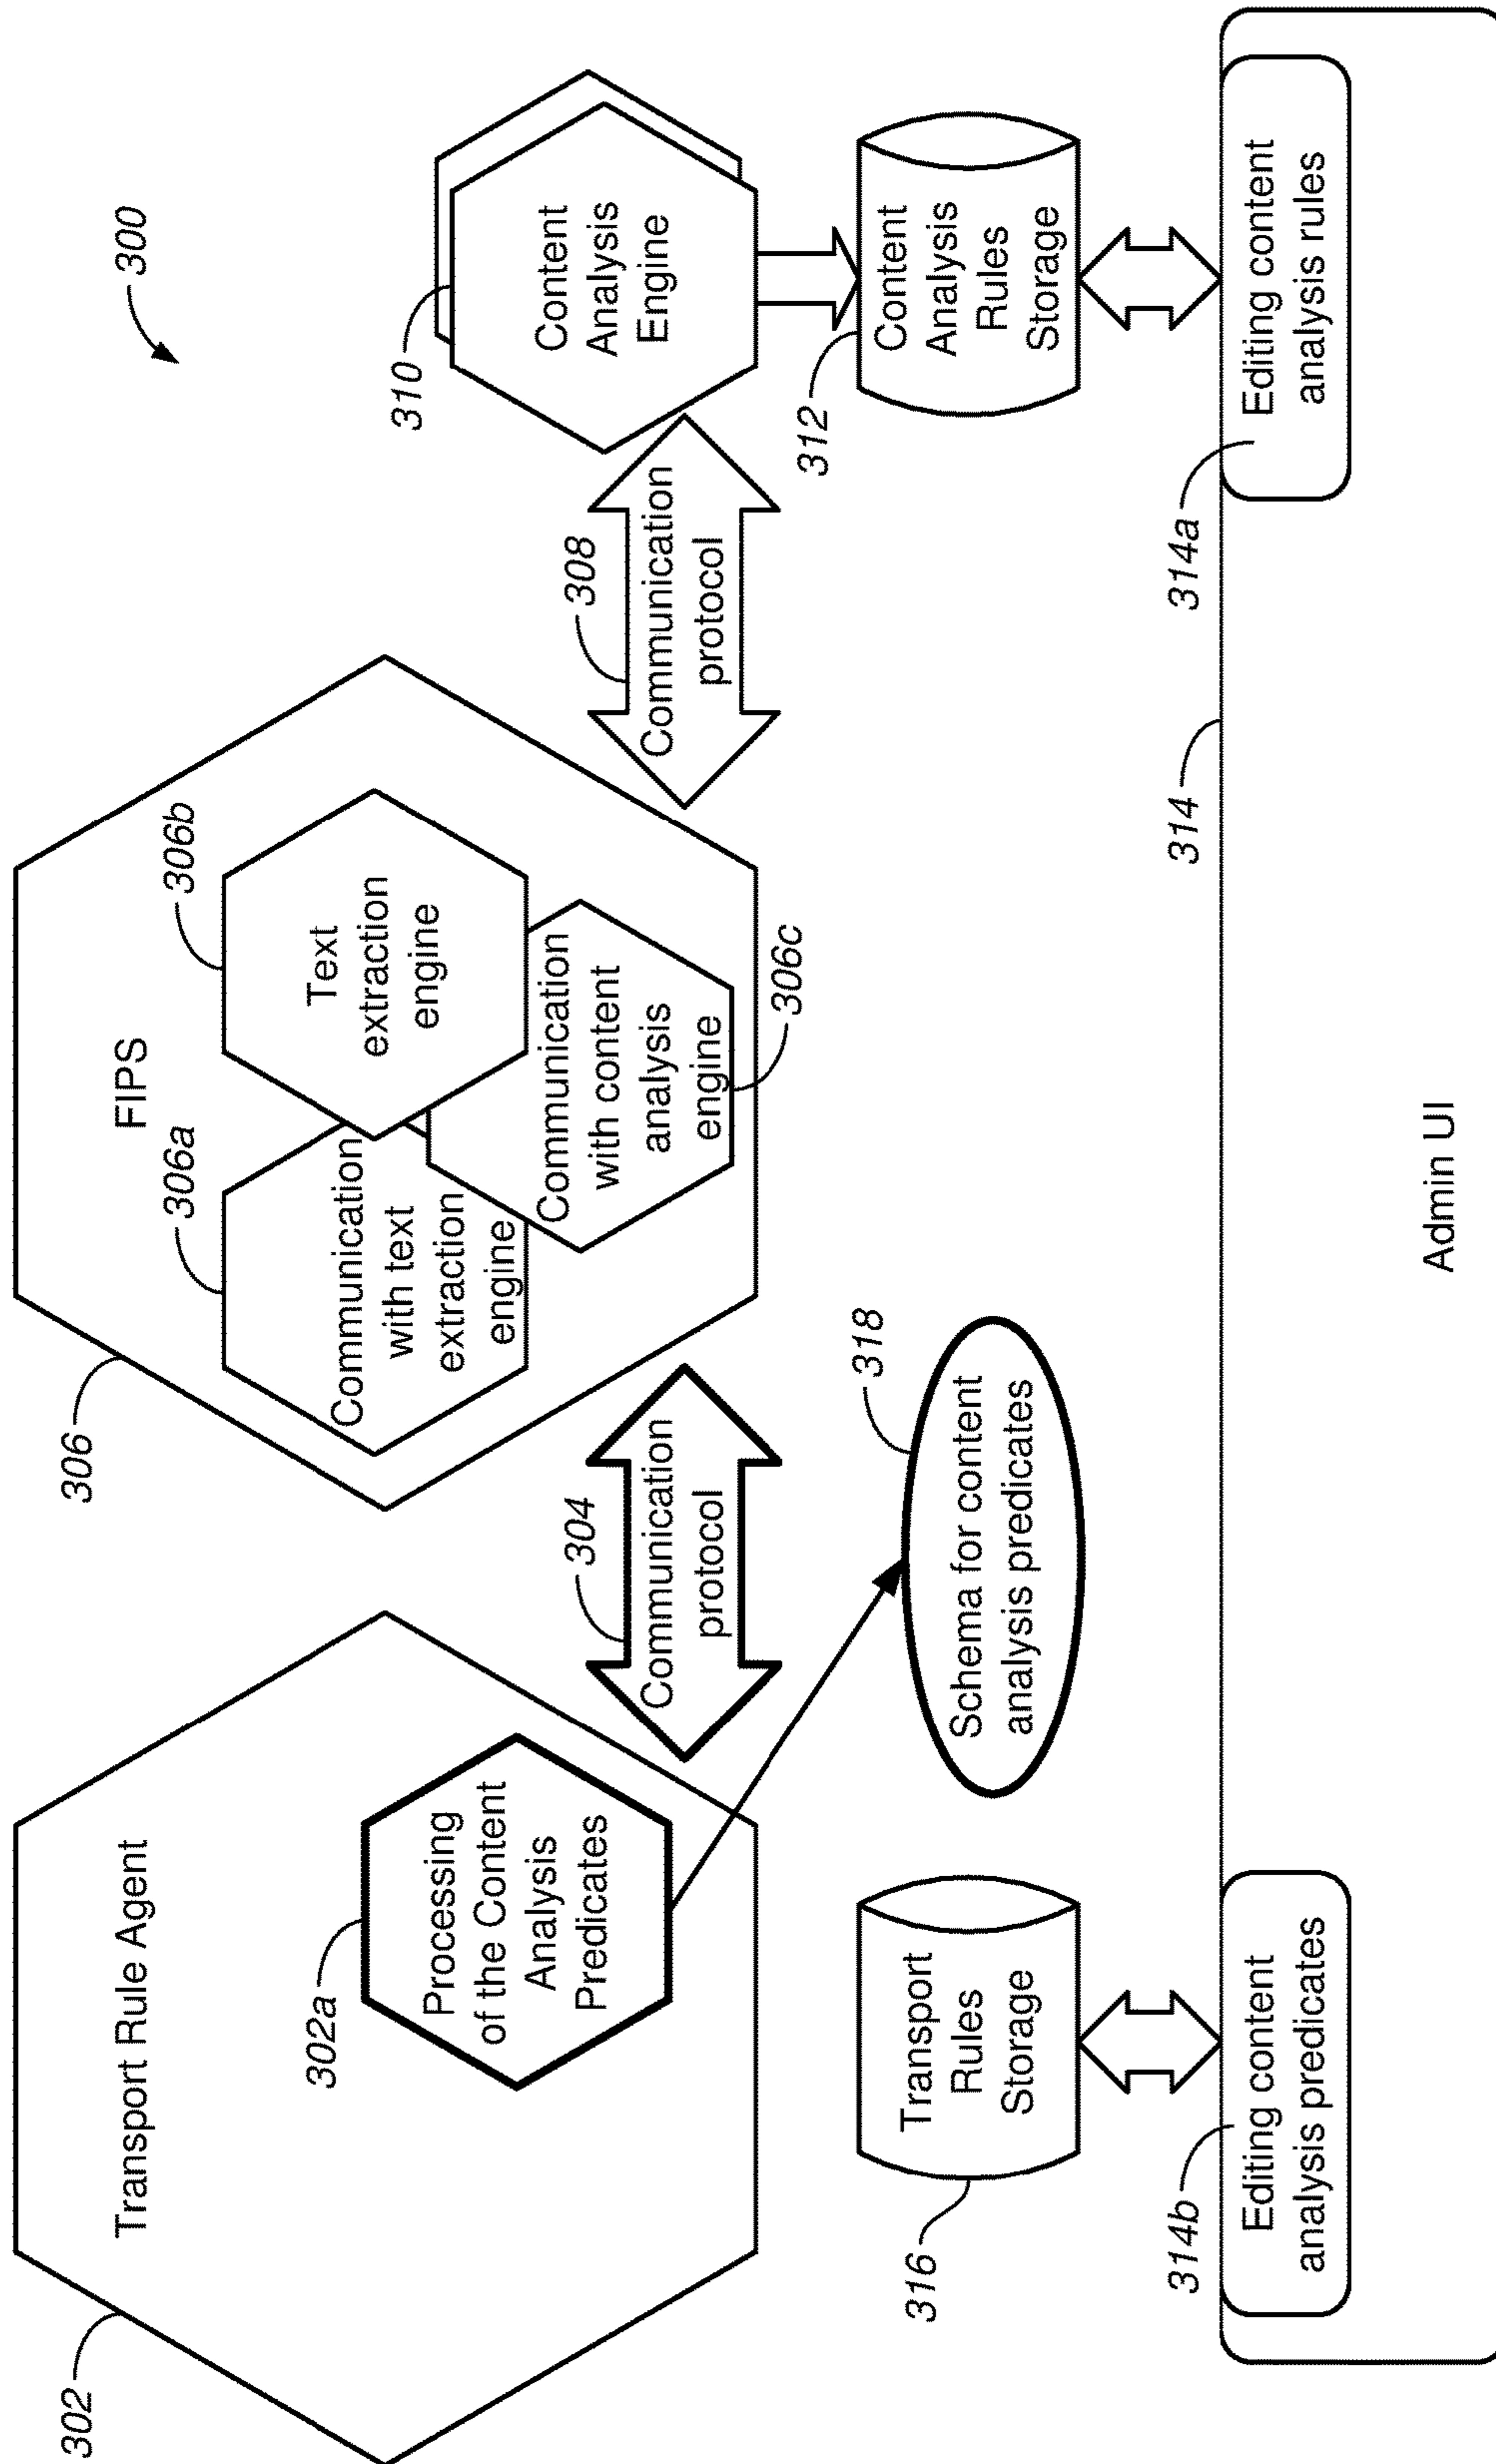 300
302
Transport Rule Agent
302a
Processing
of the Content
Analysis
Predicates
304
Communication
protocol
306
FIPS
306a
Communication
with text
extraction
engine
306b
Text
extraction
engine
306c
Communication
with content
analysis
engine
308
Communication
protocol
310
Content
Analysis
Engine
316
Transport
Rules
Storage
318
Schema for content
analysis predicates
312
Content
Analysis
Rules
Storage
314b
Editing content
analysis predicates
314
314a
Editing content
analysis rules
Admin UI